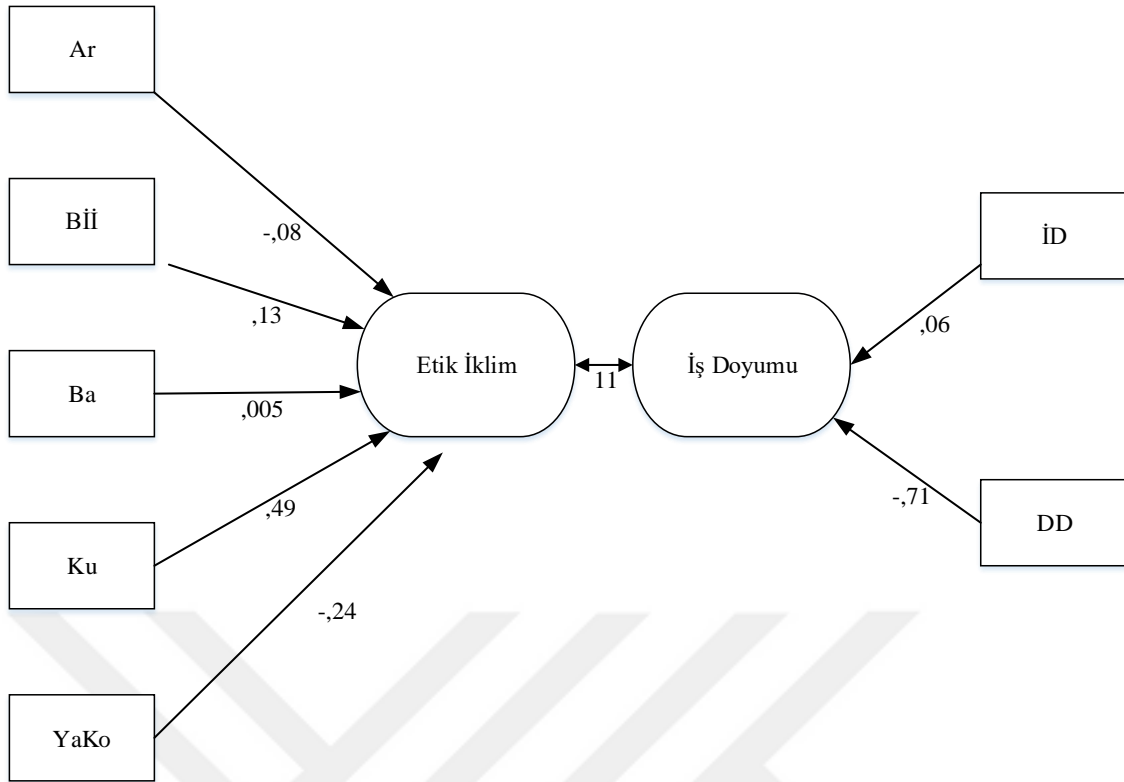 Ar
-,08
Bİİ
,13
Ba
,005
Ku
,49
YaKo
-,24
Etik İklim
11
İş Doyumu
İD
,06
DD
-,71